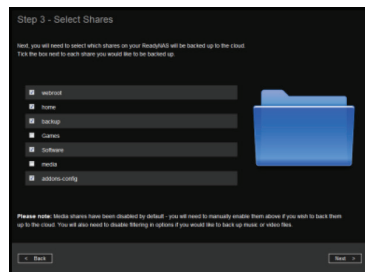 Step 3 - Select Shares
Next, you will need to select which shares on your ReadyNAS will be backed up to the cloud.
Tick the box next to each share you would like to be backed up.
webroot
home
backup
Games
Software
media
addons-config
Please note: Media shares have been disabled by default - you will need to manually enable them above if you wish to back them
up to the cloud. You will also need to disable filtering in options if you would like to back up music or video files.
< Back
Next >